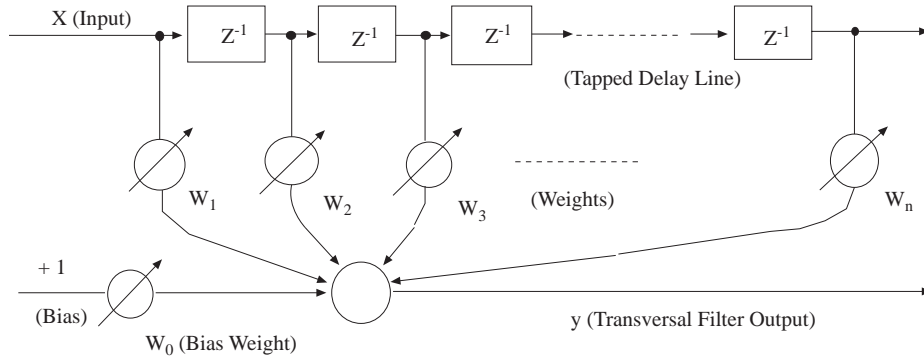 X (Input)
Z-1 Z-1 Z-1 Z-1
(Tapped Delay Line)
W1 W2 W3 (Weights) Wn
+ 1
(Bias)
W0 (Bias Weight)
y (Transversal Filter Output)